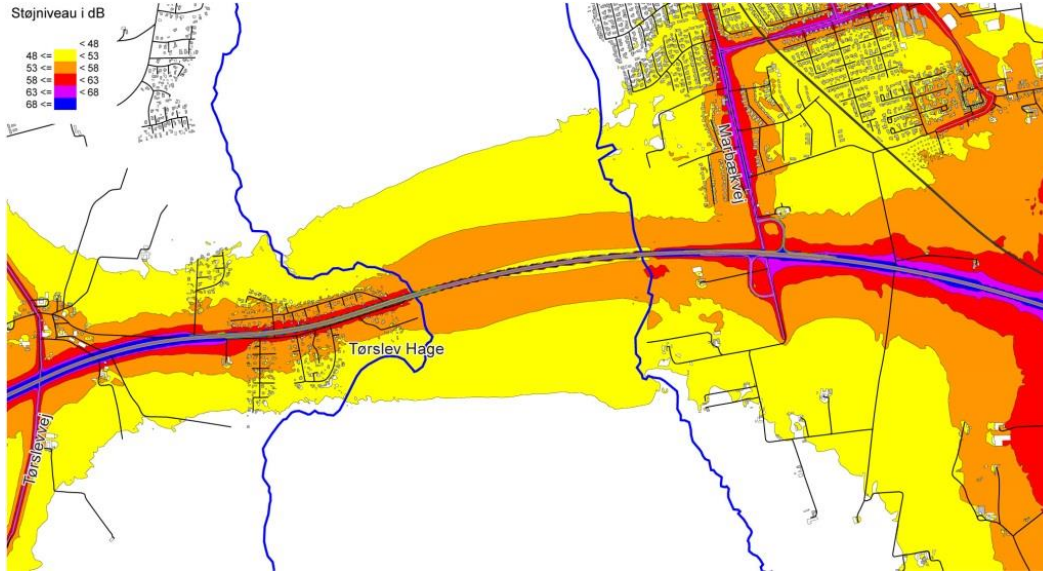 Støjniveau i dB
< 48
48 <= < 53
53 <= < 58
58 <= < 63
63 <= < 68
68 <=
Marbækvej
Tørslev Hage
Tørslevvej